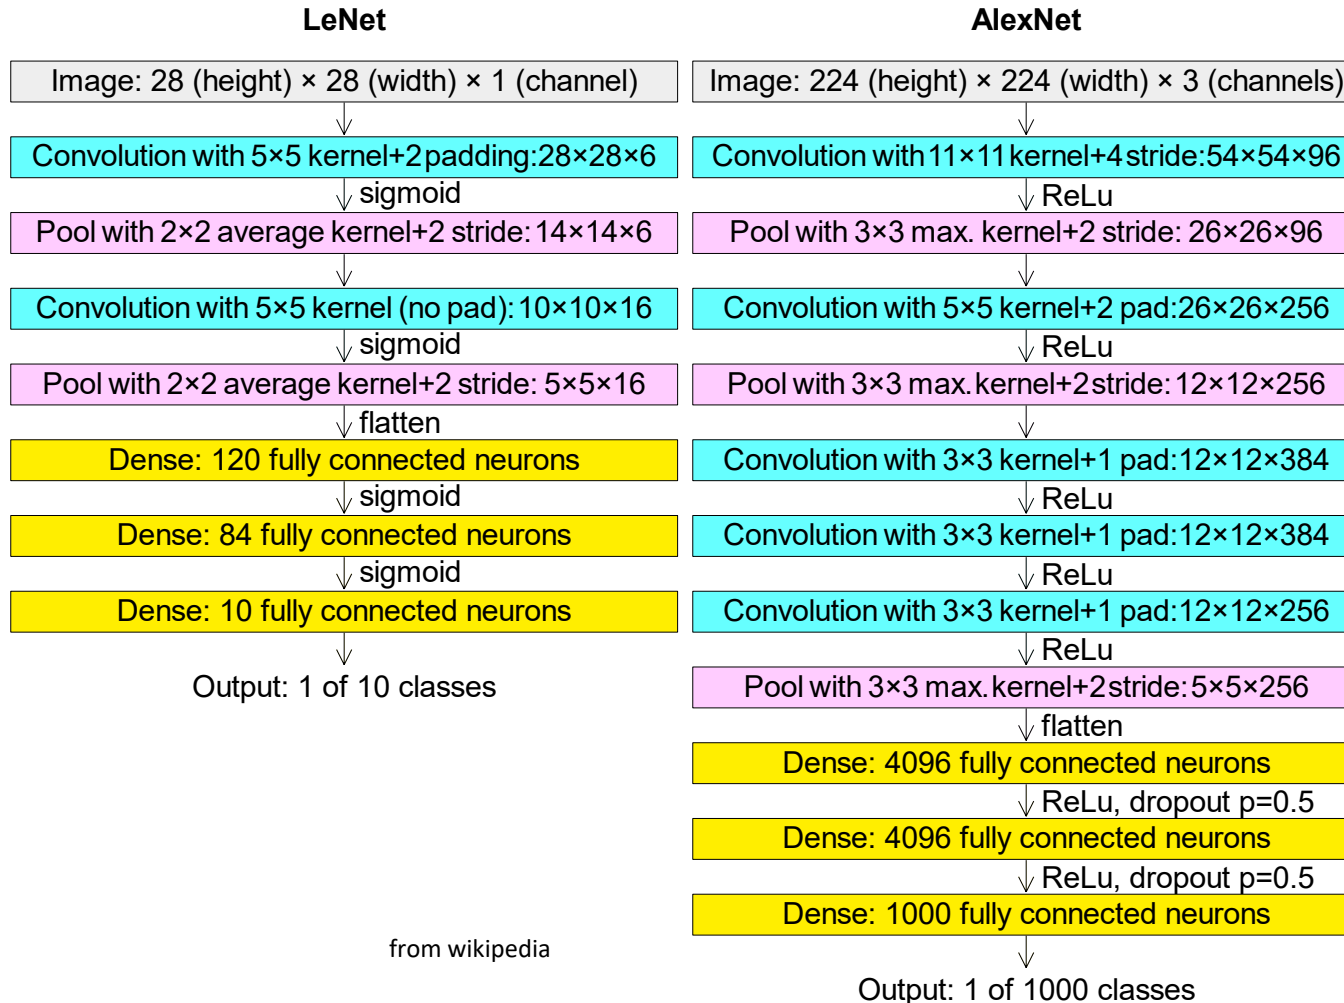 LeNet
Image: 28 (height) × 28 (width) × 1 (channel)
Convolution with 5×5 kernel+2 padding:28×28×6
sigmoid
Pool with 2×2 average kernel+2 stride: 14×14×6
Convolution with 5×5 kernel (no pad): 10×10×16
sigmoid
Pool with 2×2 average kernel+2 stride: 5×5×16
flatten
Dense: 120 fully connected neurons
sigmoid
Dense: 84 fully connected neurons
sigmoid
Dense: 10 fully connected neurons
Output: 1 of 10 classes
from wikipedia
AlexNet
Image: 224 (height) × 224 (width) × 3 (channels)
Convolution with 11×11 kernel+4 stride:54×54×96
ReLu
Pool with 3×3 max. kernel+2 stride: 26×26×96
Convolution with 5×5 kernel+2 pad:26×26×256
ReLu
Pool with 3×3 max.kernel+2stride:12×12×256
Convolution with 3×3 kernel+1 pad:12×12×384
ReLu
Convolution with 3×3 kernel+1 pad:12×12×384
ReLu
Convolution with 3×3 kernel+1 pad:12×12×256
ReLu
Pool with 3×3 max.kernel+2stride:5×5×256
flatten
Dense: 4096 fully connected neurons
ReLu, dropout p=0.5
Dense: 4096 fully connected neurons
ReLu, dropout p=0.5
Dense: 1000 fully connected neurons
Output: 1 of 1000 classes